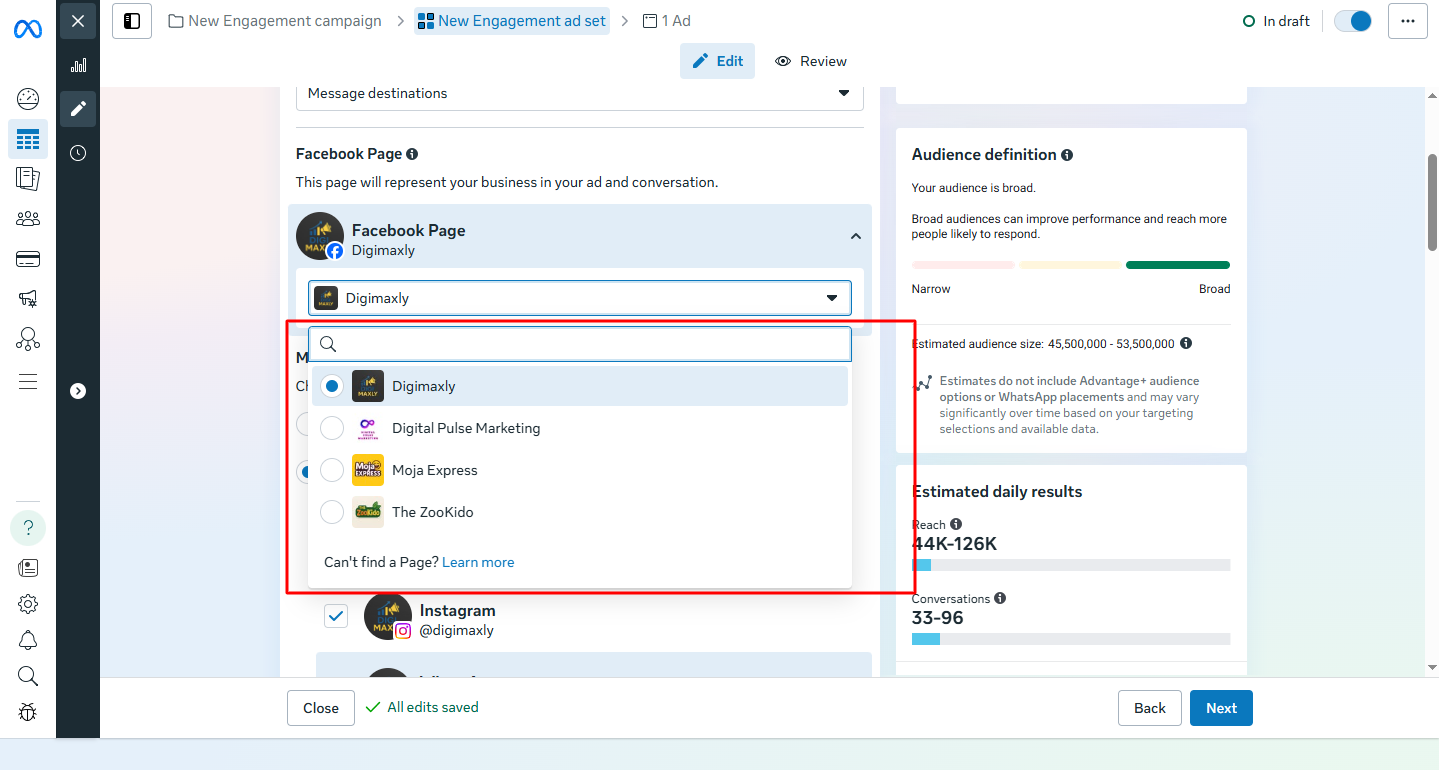 New Engagement campaign
New Engagement ad set
1 Ad
In draft
Edit
Review
Message destinations
Facebook Page
This page will represent your business in your ad and conversation.
Facebook Page
Digimaxly
Digimaxly
Digimaxly
MAXLY
Digital Pulse Marketing
Moja Express
Moja EXPRESS
The ZooKido
ZooKido
Can't find a Page? Learn more
Instagram
@digimaxly
Close
All edits saved
Back
Next
Audience definition
Your audience is broad.
Broad audiences can improve performance and reach more
people likely to respond.
Narrow
Broad
Estimated audience size: 45,500,000 - 53,500,000
Estimates do not include Advantage+ audience
options or WhatsApp placements and may vary
significantly over time based on your targeting
selections and available data.
Estimated daily results
Reach
44K-126K
Conversations
33-96
?